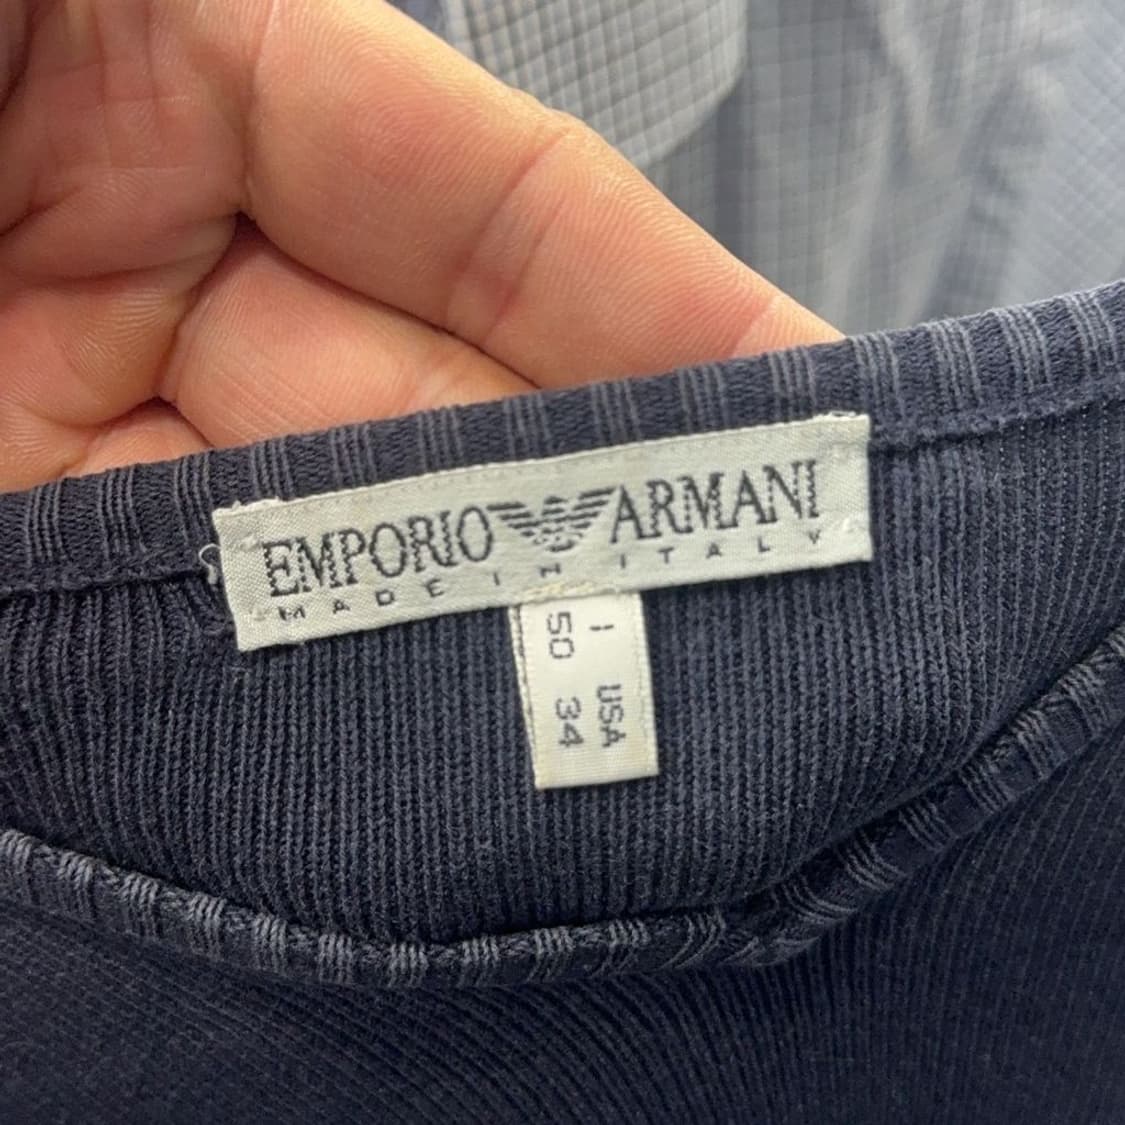 EMPORIO ARMANI
MADE IN ITALY
I USA
50 34